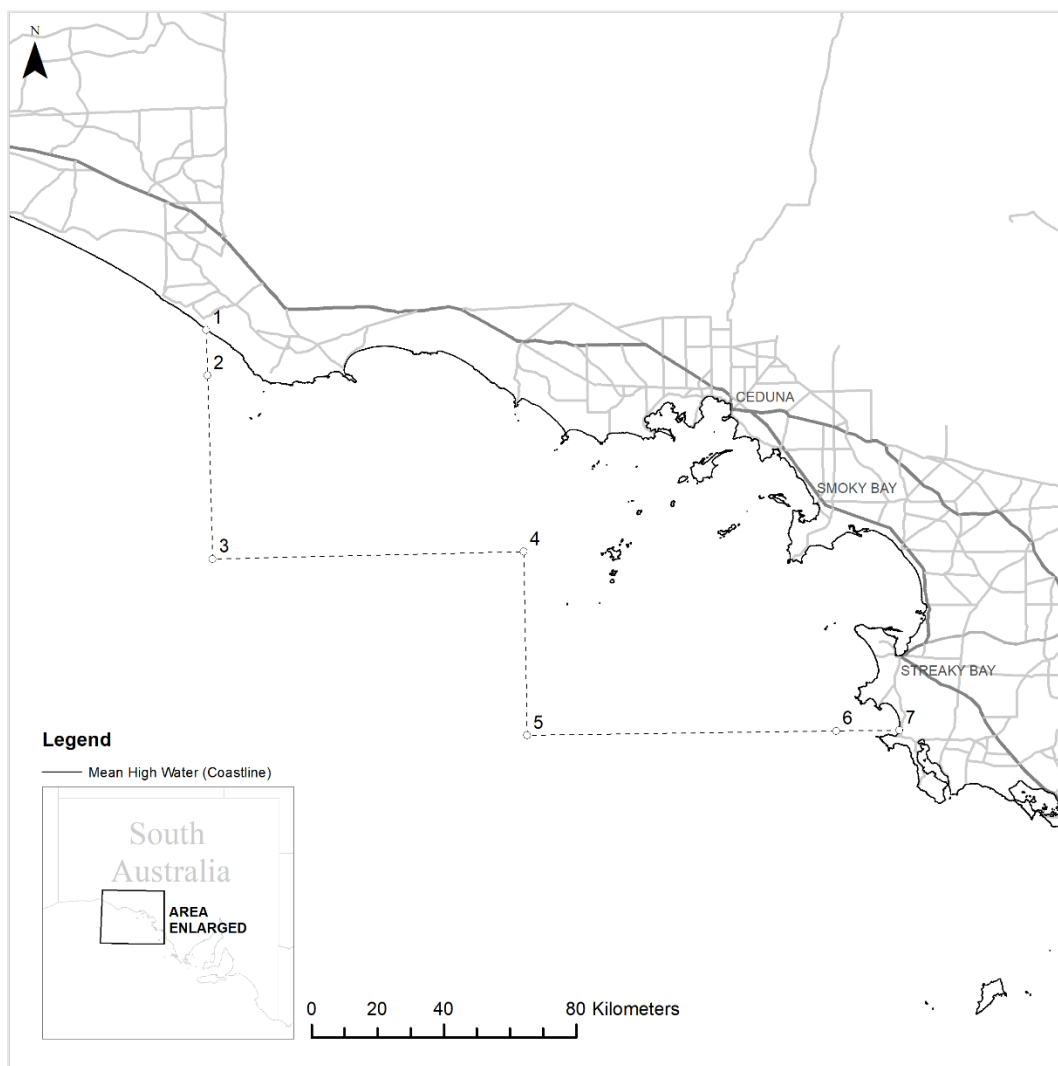 N
1
2
CEDUNA
SMOKY BAY
3
4
STREAKY BAY
5
6
7
Legend
Mean High Water (Coastline)
South
Australia
AREA
ENLARGED
0 20 40 80 Kilometers